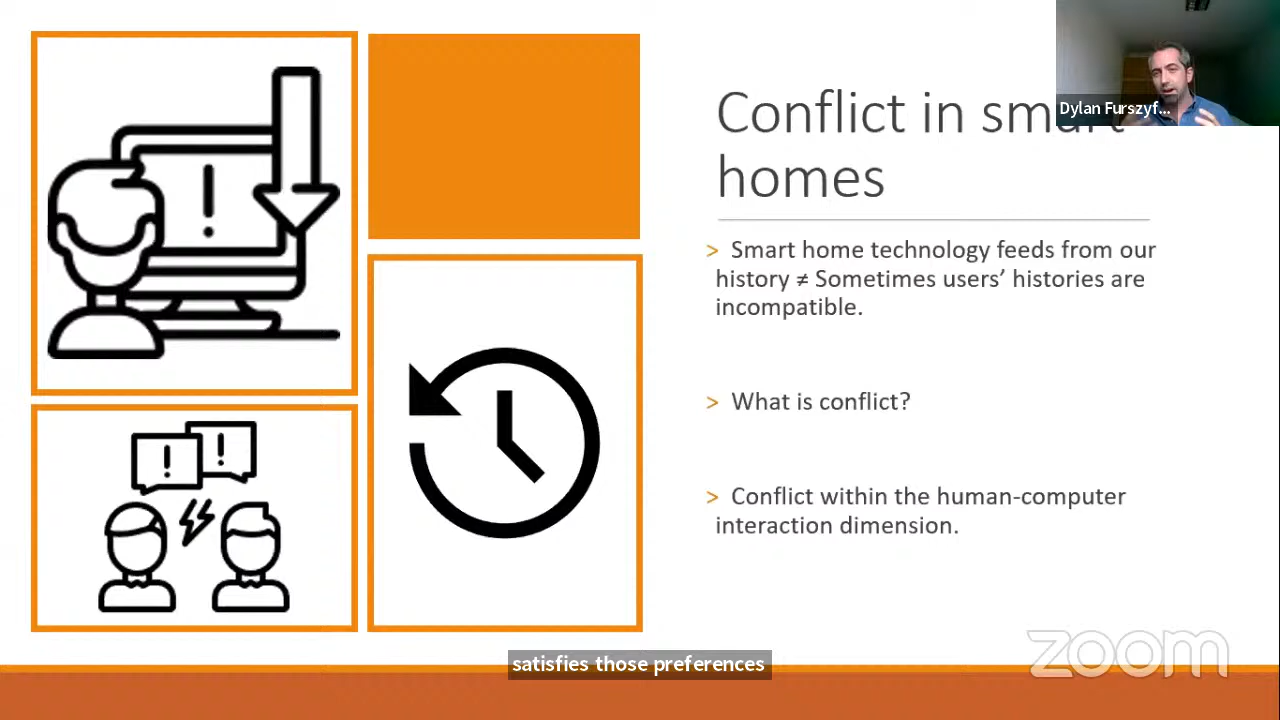 Conflict in smart
homes
Dylan Furszyf...
> Smart home technology feeds from our
history ≠ Sometimes users’ histories are
incompatible.
> What is conflict?
> Conflict within the human-computer
interaction dimension.
zoom
satisfies those preferences